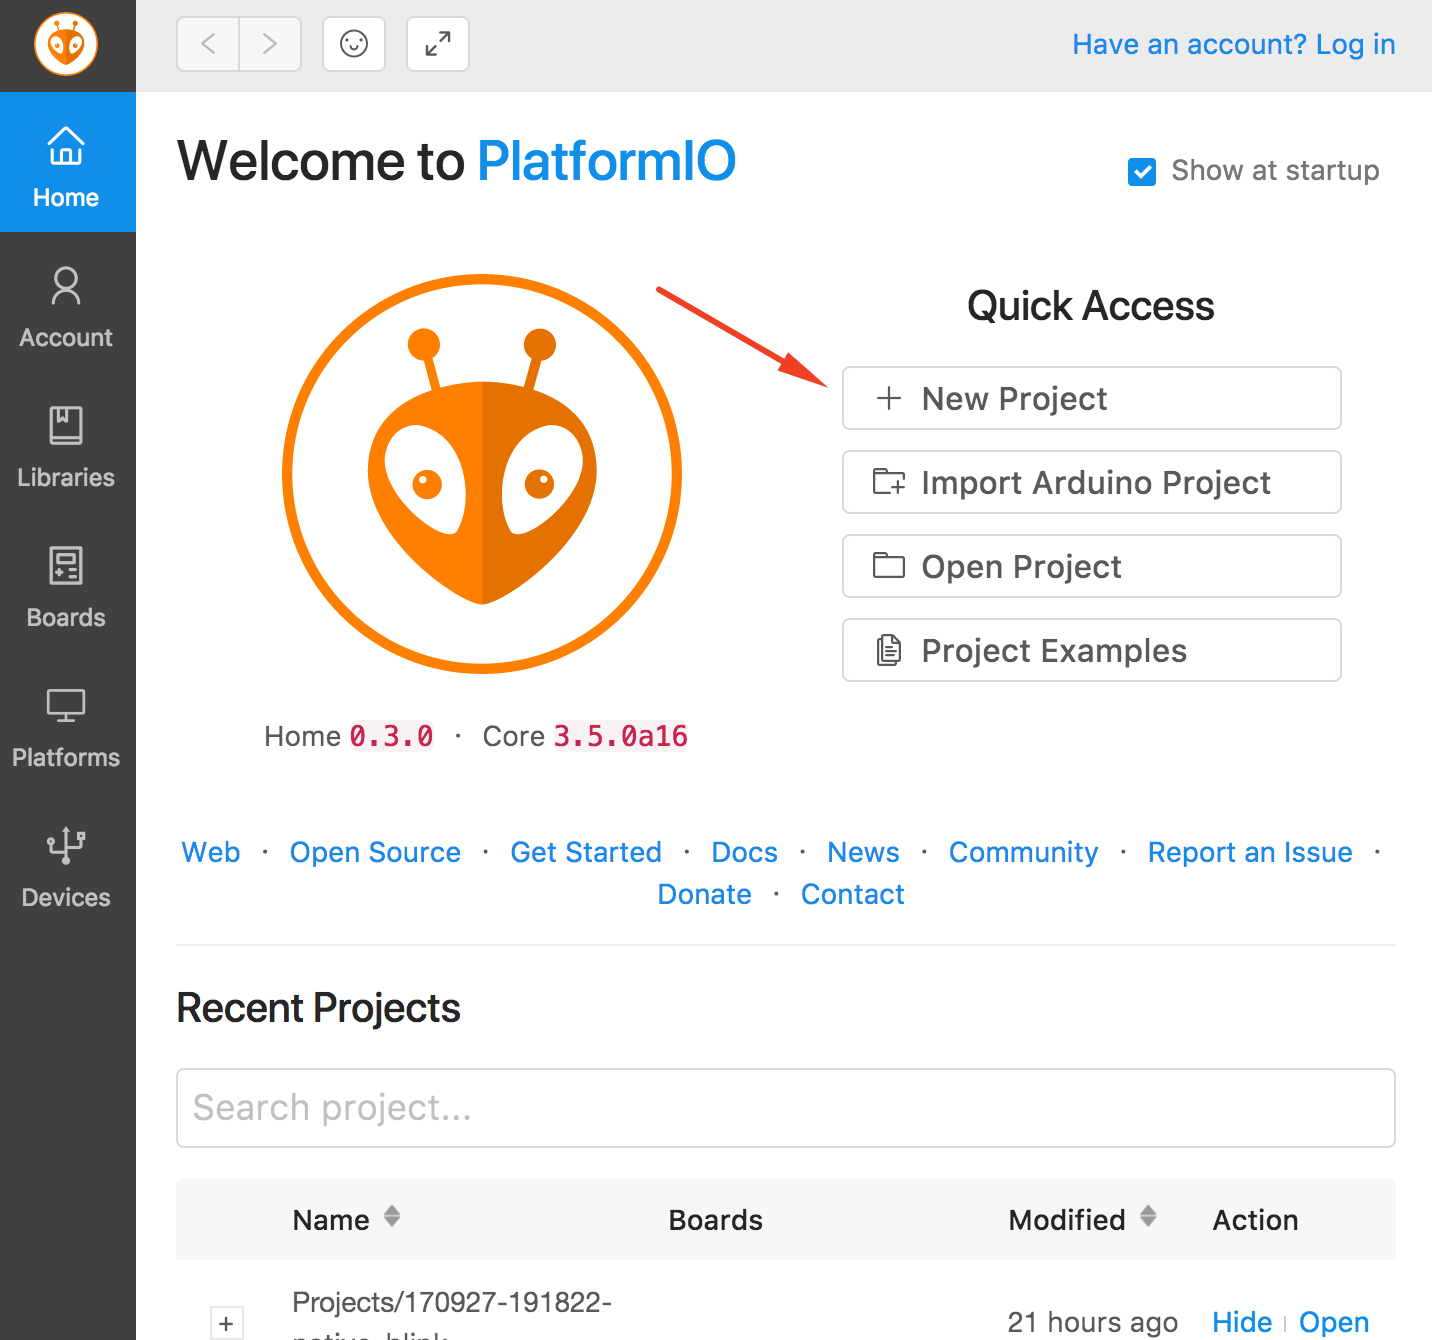 Have an account? Log in
Home
Account
Libraries
Boards
Platforms
Devices
Welcome to PlatformIO
Show at startup
Quick Access
New Project
Import Arduino Project
Open Project
Project Examples
Home 0.3.0 · Core 3.5.0a16
Web · Open Source · Get Started · Docs · News · Community · Report an Issue ·
Donate · Contact
Recent Projects
Search project...
Name Boards Modified Action
Projects/170927-191822-
21 hours ago Hide Open